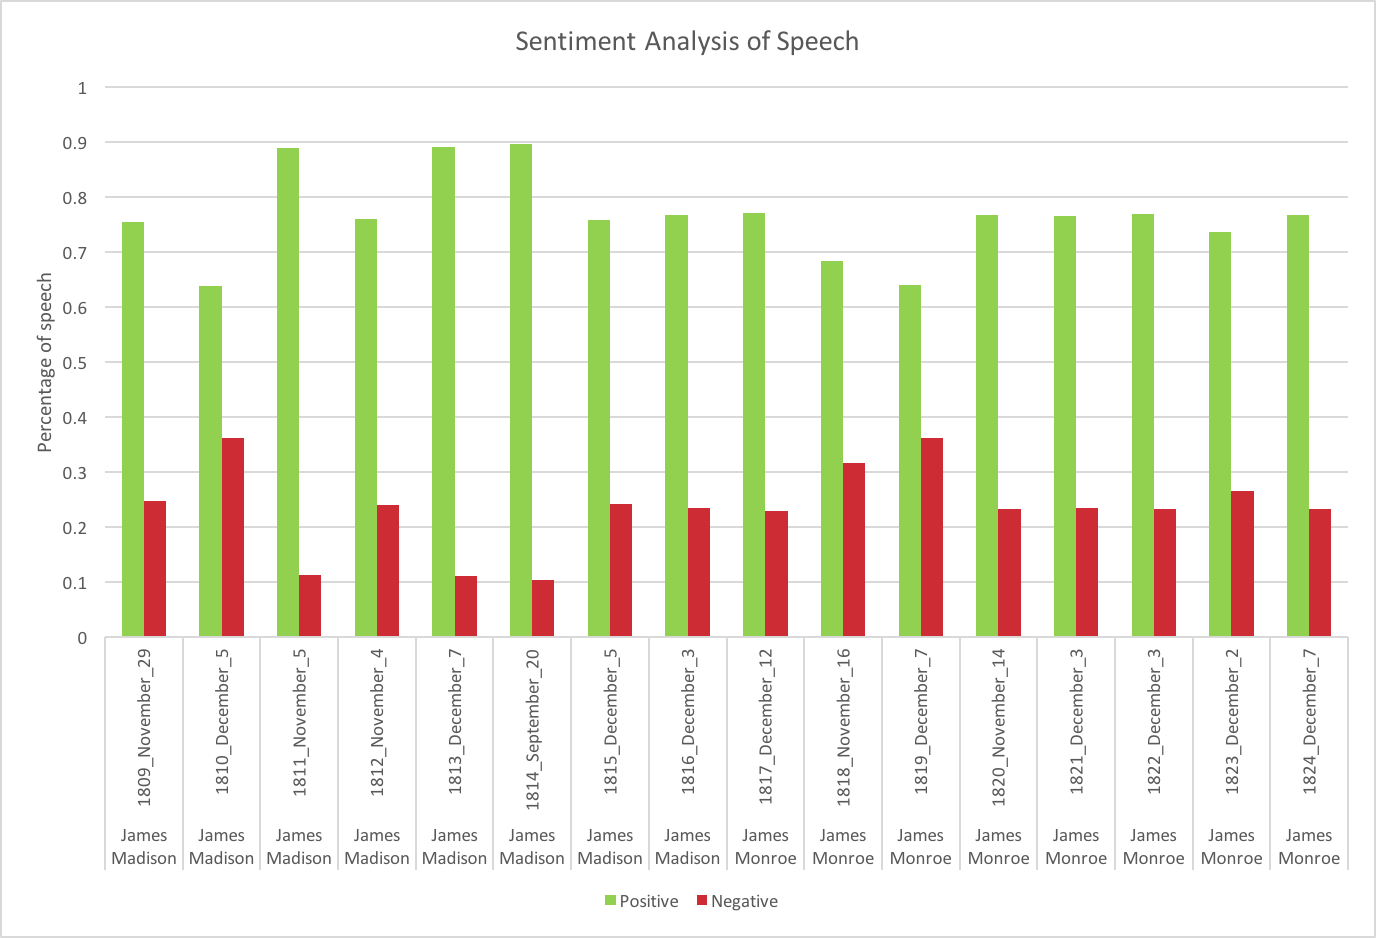 Sentiment Analysis of Speech
Percentage of speech
1
0.9
0.8
0.7
0.6
0.5
0.4
0.3
0.2
0.1
0
1809_November_29
1810_December_5
1811_November_5
1812_November_4
1813_December_7
1814_September_20
1815_December_5
1816_December_3
1817_December_12
1818_November_16
1819_December_7
1820_November_14
1821_December_3
1822_December_3
1823_December_2
1824_December_7
James
Madison
James
Madison
James
Madison
James
Madison
James
Madison
James
Madison
James
Madison
James
Madison
James
Monroe
James
Monroe
James
Monroe
James
Monroe
James
Monroe
James
Monroe
James
Monroe
James
Monroe
Positive
Negative